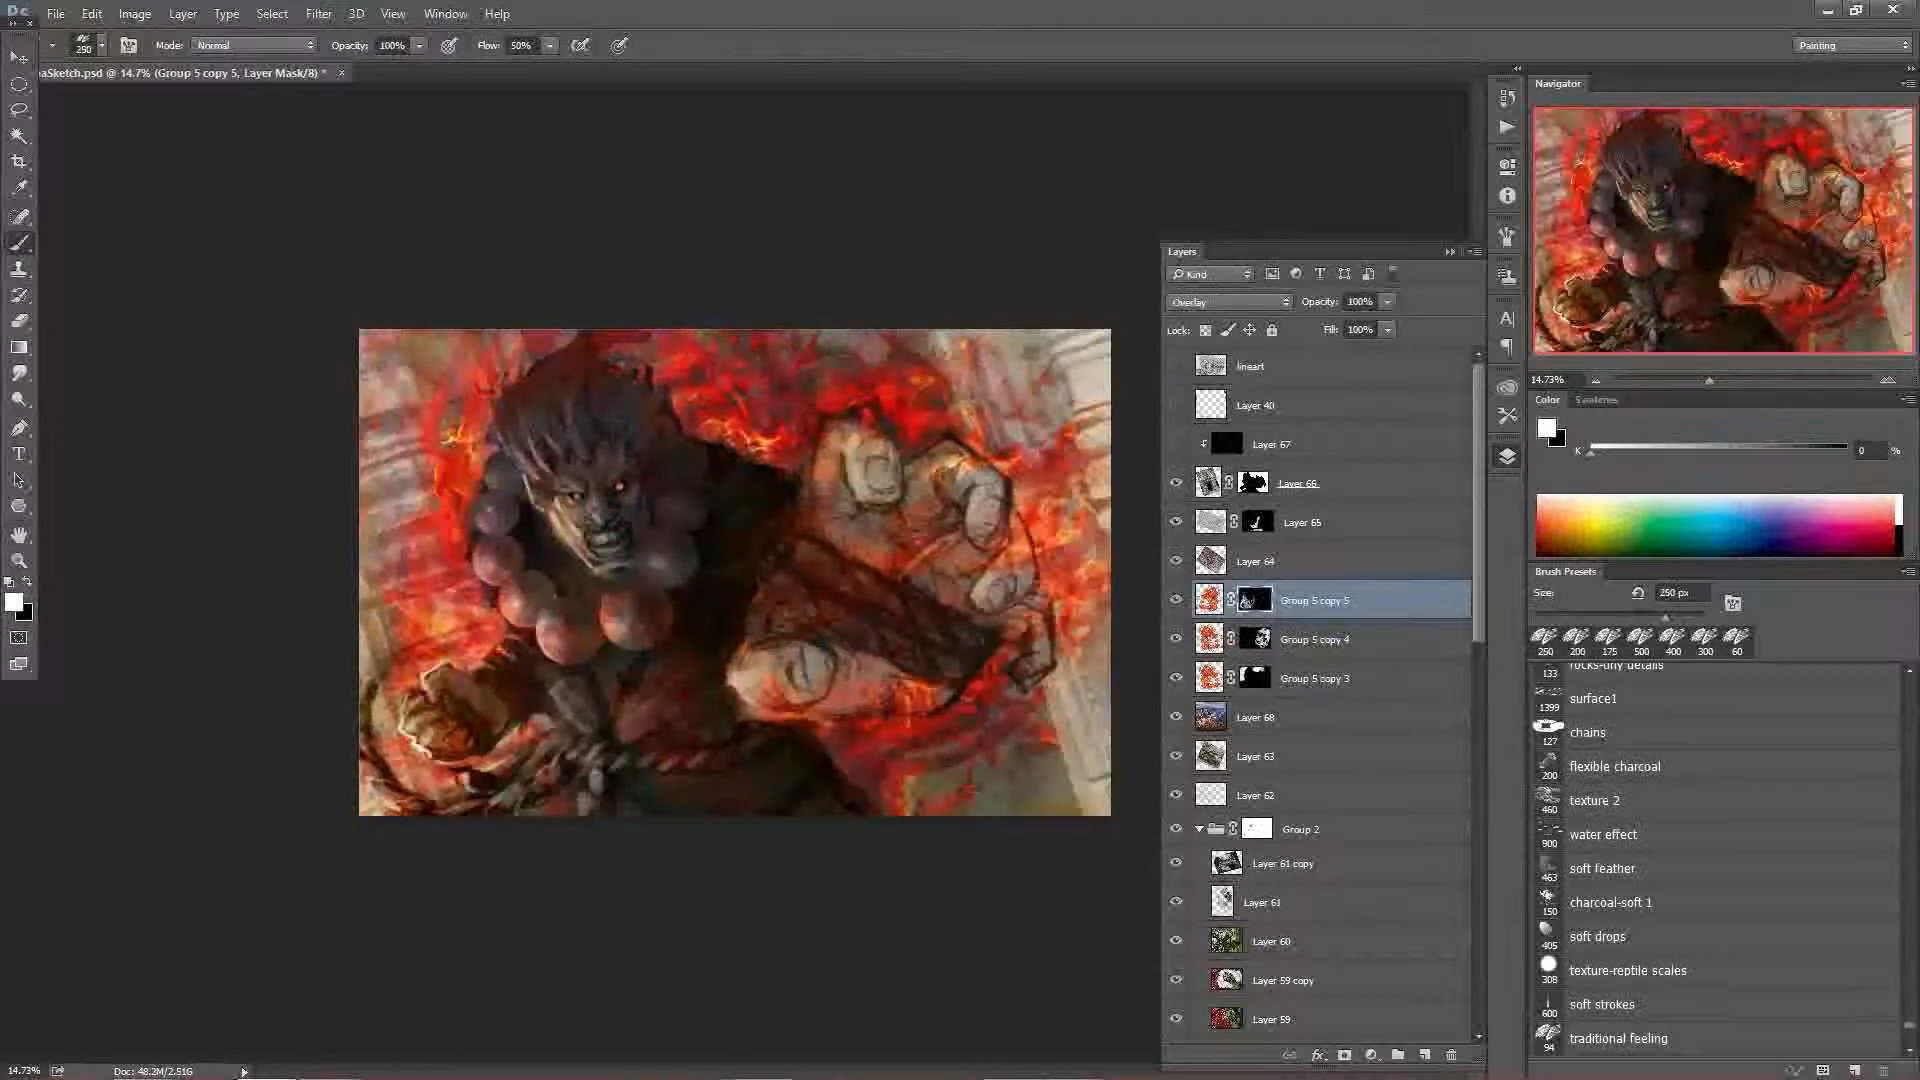 Ps
File Edit Image Layer Type Select Filter 3D View Window Help
250 Mode: Normal Opacity: 100% Flow: 50% Painting
aSketch.psd @ 14.7% (Group 5 copy 5, Layer Mask/8) *
Navigator
14.73%
Color Swatches
K 0 %
Brush Presets
Size: 250 px
250 200 175 500 400 300 60
rocks-tiny details
133
surface1
1399
chains
127
flexible charcoal
200
texture 2
460
water effect
900
soft feather
463
charcoal-soft 1
150
soft drops
405
texture-reptile scales
308
soft strokes
600
traditional feeling
94
Layers
Kind
Overlay Opacity: 100%
Lock: Fill: 100%
lineart
Layer 40
Layer 67
Layer 66
Layer 65
Layer 64
Group 5 copy 5
Group 5 copy 4
Group 5 copy 3
Layer 68
Layer 63
Layer 62
Group 2
Layer 61 copy
Layer 61
Layer 60
Layer 59 copy
Layer 59
fx
14.73% Doc: 48.2M/2.51G